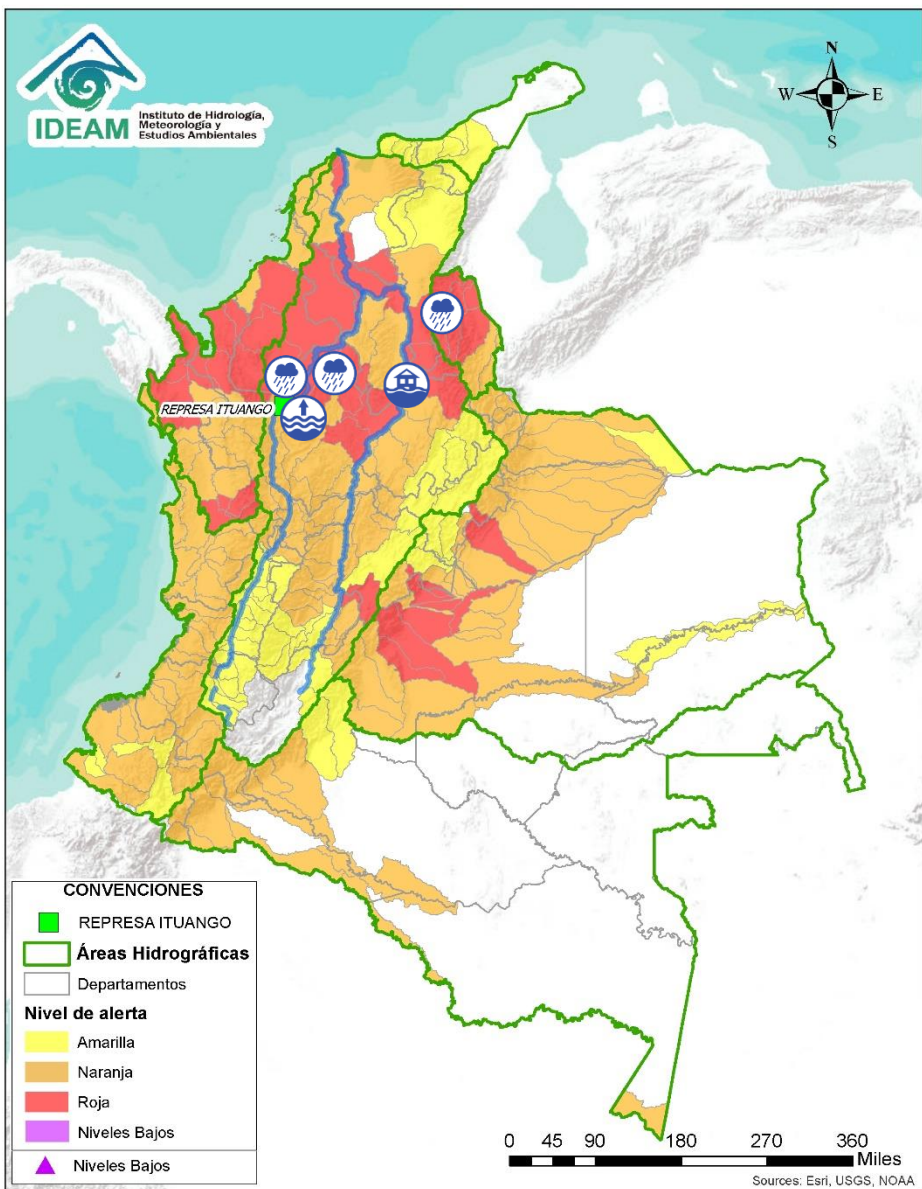 IDEAM
Instituto de Hidrología,
Meteorología y
Estudios Ambientales
N
W
E
S
REPRESA ITUANGO
CONVENCIONES
REPRESA ITUANGO
Áreas Hidrográficas
Departamentos
Nivel de alerta
Amarilla
Naranja
Roja
Niveles Bajos
Niveles Bajos
0 45 90 180 270 360
Miles
Sources: Esri, USGS, NOAA